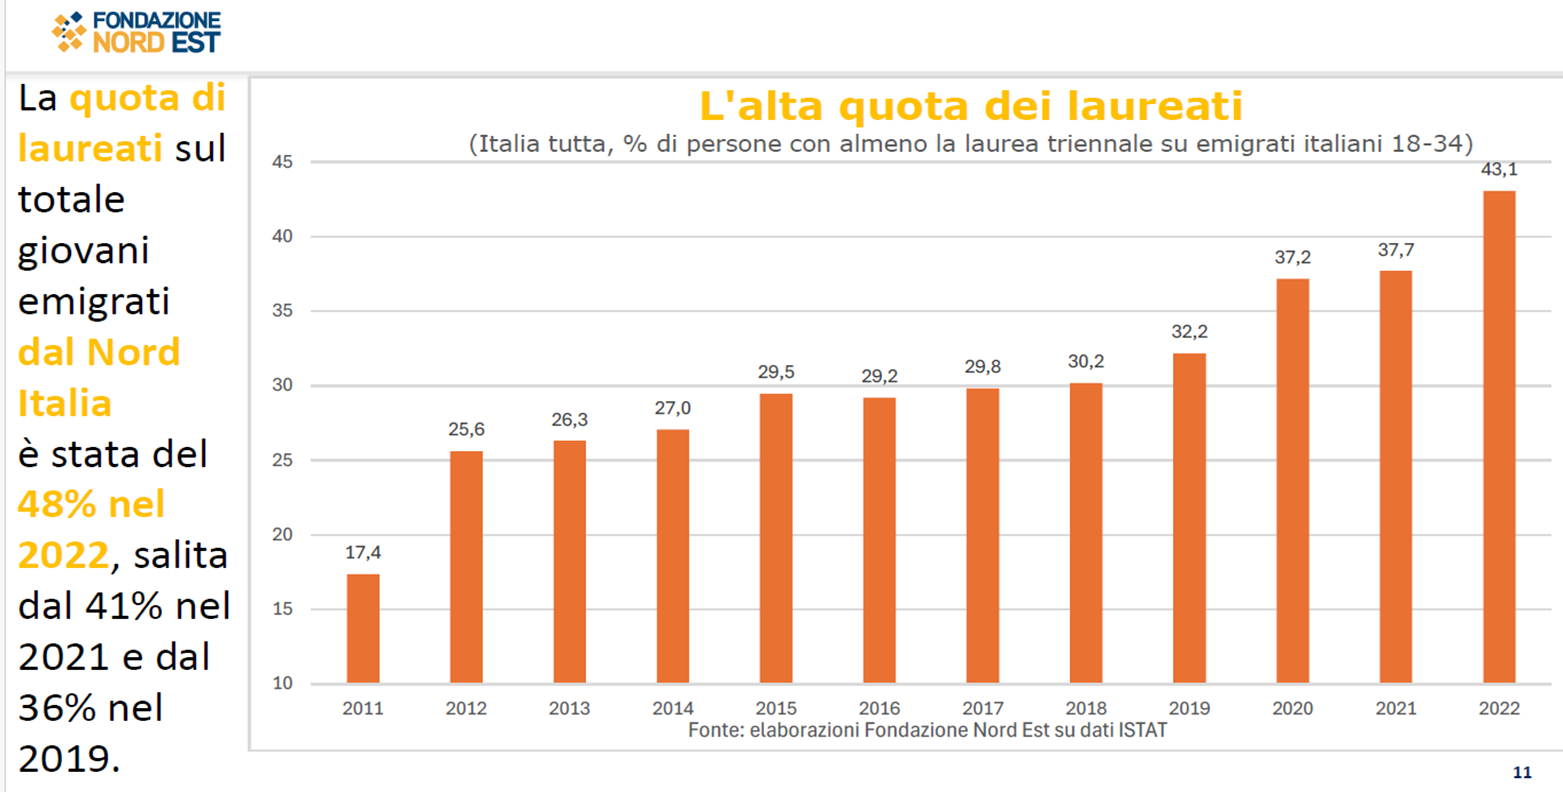 FONDAZIONE
NORD EST
La quota di
laureati sul
totale
giovani
emigrati
dal Nord
Italia
è stata del
48% nel
2022, salita
dal 41% nel
2021 e dal
36% nel
2019.
L'alta quota dei laureati
(Italia tutta, % di persone con almeno la laurea triennale su emigrati italiani 18-34)
45
40
35
30
25
20
15
10
17,4
25,6
26,3
27,0
29,5
29,2
29,8
30,2
32,2
37,2
37,7
43,1
2011 2012 2013 2014 2015 2016 2017 2018 2019 2020 2021 2022
Fonte: elaborazioni Fondazione Nord Est su dati ISTAT
11